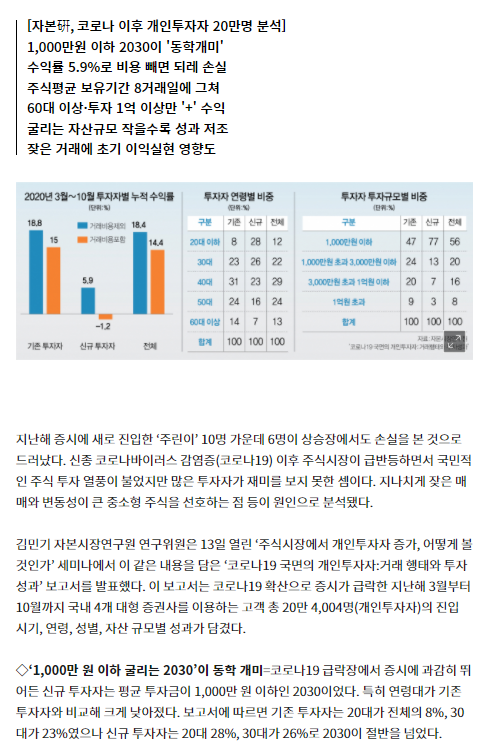 [자본硏, 코로나 이후 개인투자자 20만명 분석]
1,000만원 이하 2030이 '동학개미'
수익률 5.9%로 비용 빼면 되레 손실
주식평균 보유기간 8거래일에 그쳐
60대 이상·투자 1억 이상만 '+' 수익
굴리는 자산규모 작을수록 성과 저조
잦은 거래에 초기 이익실현 영향도
2020년 3월~10월 투자자별 누적 수익률
(단위:%)
거래비용제외
거래비용포함
18.8
15
5.9
-1.2
18.4
14.4
기존 투자자 신규 투자자 전체
투자자 연령별 비중
(단위:%)
구분 기존 신규 전체
20대 이하 8 28 12
30대 23 26 22
40대 31 23 29
50대 24 16 24
60대 이상 14 7 13
합계 100 100 100
투자자 투자규모별 비중
(단위:%)
구분 기존 신규 전체
1,000만원 이하 47 77 56
1,000만원 초과 3,000만원 이하 24 13 20
3,000만원 초과 1억원 이하 20 7 16
1억원 초과 9 3 8
합계 100 100 100
'코로나19 국면의 개인투자자:
지난해 증시에 새로 진입한 '주린이' 10명 가운데 6명이 상승장에서도 손실을 본 것으로
드러났다. 신종 코로나바이러스 감염증(코로나19) 이후 주식시장이 급반등하면서 국민적
인 주식 투자 열풍이 불었지만 많은 투자자가 재미를 보지 못한 셈이다. 지나치게 잦은 매
매와 변동성이 큰 중소형 주식을 선호하는 점 등이 원인으로 분석됐다.
김민기 자본시장연구원 연구위원은 13일 열린 '주식시장에서 개인투자자 증가, 어떻게 볼
것인가' 세미나에서 이 같은 내용을 담은 '코로나19 국면의 개인투자자:거래 행태와 투자
성과' 보고서를 발표했다. 이 보고서는 코로나19 확산으로 증시가 급락한 지난해 3월부터
10월까지 국내 4개 대형 증권사를 이용하는 고객 총 20만 4,004명(개인투자자)의 진입
시기, 연령, 성별, 자산 규모별 성과가 담겼다.
◇'1,000만 원 이하 굴리는 2030'이 동학 개미=코로나19 급락장에서 증시에 과감히 뛰
어든 신규 투자자는 평균 투자금이 1,000만 원 이하인 2030이었다. 특히 연령대가 기존
투자자와 비교해 크게 낮아졌다. 보고서에 따르면 기존 투자자는 20대가 전체의 8%, 30
대가 23%였으나 신규 투자자는 20대 28%, 30대가 26%로 2030이 절반을 넘었다.